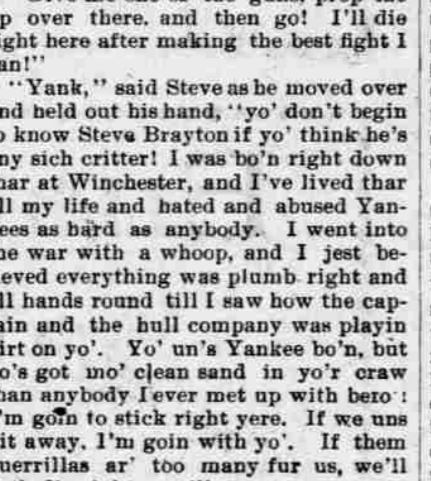 p over there. and then go! I'll die
ight here after making the best fight I
an!"
"Yank," said Steve as he moved over
nd held out his hand, "yo' don't begin
o know Steve Brayton if yo' think he's
ny sich critter! I was bo'n right down
har at Winchester, and I've lived thar
ll my life and hated and abused Yan-
ees as hard as anybody. I went into
he war with a whoop, and I jest be-
ieved everything was plumb right and
ll hands round till I saw how the cap-
ain and the hull company was playin
irt on yo'. Yo' un's Yankee bo'n, but
o's got mo' clean sand in yo'r craw
han anybody I ever met up with befo':
'm goin to stick right yere. If we uns
it away. I'm goin with yo'. If them
uerrillas ar' too many fur us, we'll